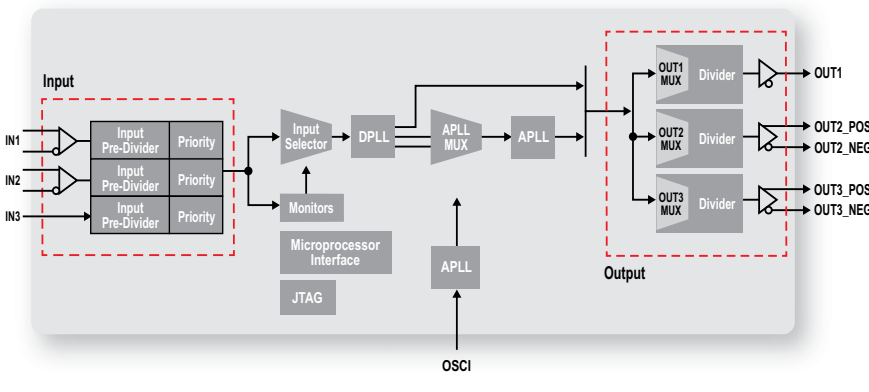 Input
IN1
IN2
IN3
Input
Pre-Divider
Priority
Input
Pre-Divider
Priority
Input
Pre-Divider
Priority
Input
Selector
Monitors
Microprocessor
Interface
JTAG
DPLL
APLL
MUX
APLL
APLL
OSCI
OUT1
MUX
Divider
OUT2
MUX
Divider
OUT3
MUX
Divider
Output
OUT1
OUT2_POS
OUT2_NEG
OUT3_POS
OUT3_NEG